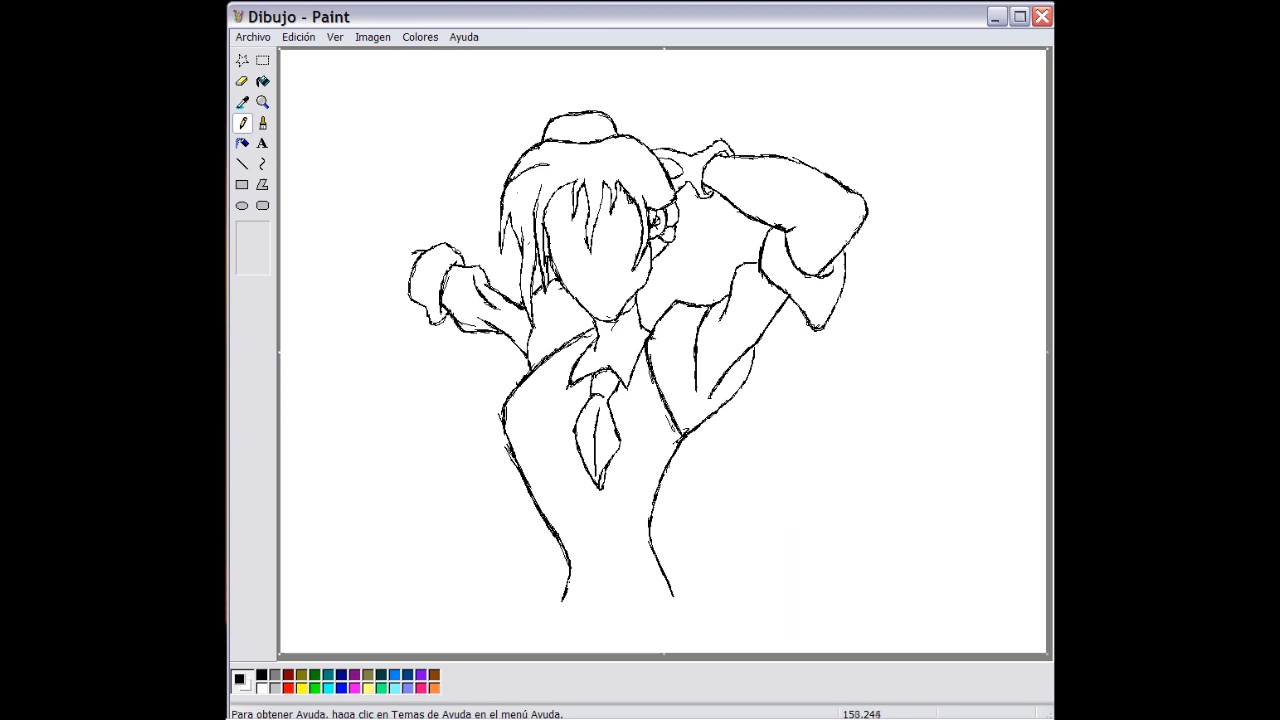 Dibujo - Paint
Archivo Edición Ver Imagen Colores Ayuda
A
Para obtener Ayuda, haga clic en Temas de Ayuda en el menú Ayuda.
158,244